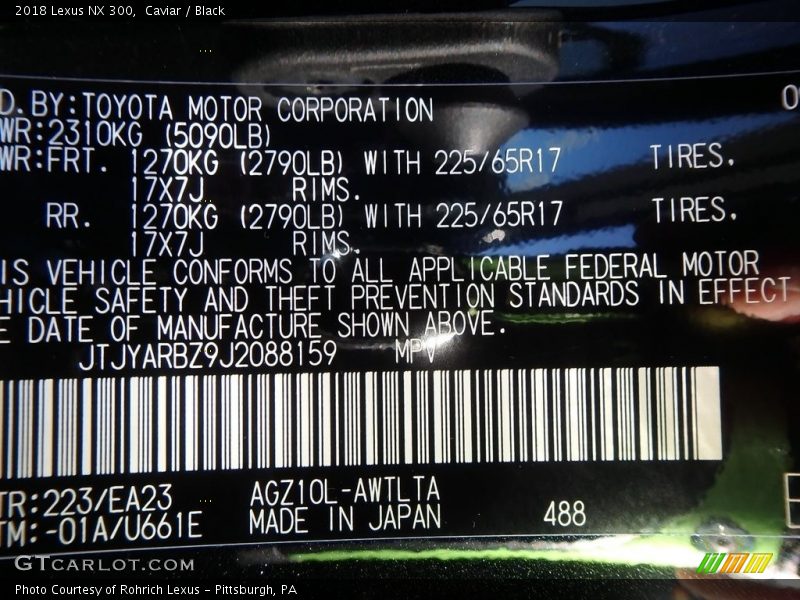 2018 Lexus NX 300, Caviar / Black
D.BY:TOYOTA MOTOR CORPORATION
WR:2310KG (5090LB)
WR:FRT. 1270KG (2790LB) WITH 225/65R17 TIRES.
17X7J RIMS.
RR. 1270KG (2790LB) WITH 225/65R17 TIRES.
17X7J RIMS.
IS VEHICLE CONFORMS TO ALL APPLICABLE FEDERAL MOTOR
HICLE SAFETY AND THEFT PREVENTION STANDARDS IN EFFECT
E DATE OF MANUFACTURE SHOWN ABOVE.
JTJYARBZ9J2088159 MPV
TR:223/EA23 AGZ10L-AWTLTA
TM:-01A/U661E MADE IN JAPAN 488
GTCARLOT.COM
Photo Courtesy of Rohrich Lexus - Pittsburgh, PA